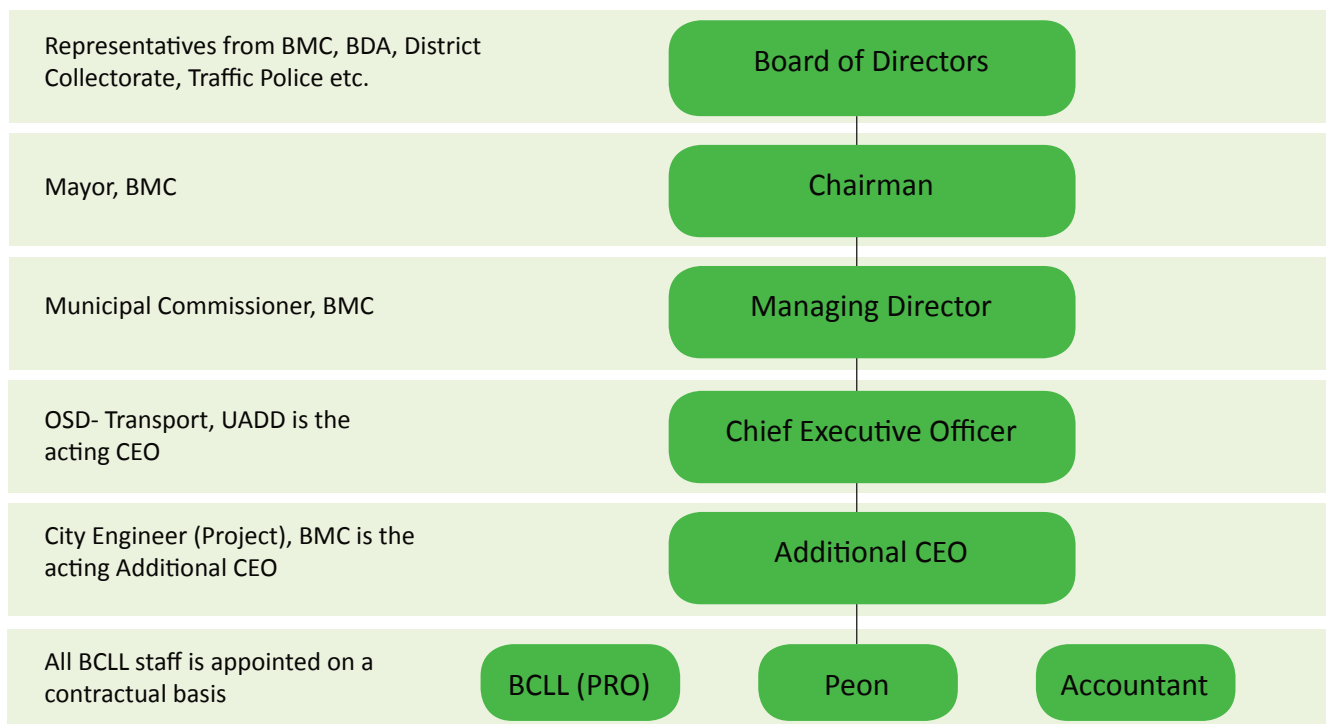 Representatives from BMC, BDA, District
Collectorate, Traffic Police etc.
Board of Directors
Mayor, BMC
Chairman
Municipal Commissioner, BMC
Managing Director
OSD- Transport, UADD is the
acting CEO
Chief Executive Officer
City Engineer (Project), BMC is the
acting Additional CEO
Additional CEO
All BCLL staff is appointed on a
contractual basis
BCLL (PRO)
Peon
Accountant